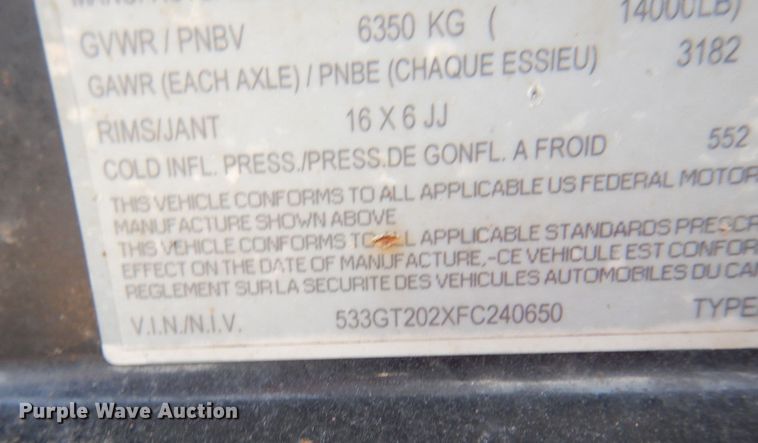 GVWR / PNBV 6350 KG ( 14000LB)
GAWR (EACH AXLE) / PNBE (CHAQUE ESSIEU) 3182
RIMS/JANT 16 X 6 JJ
COLD INFL. PRESS./PRESS.DE GONFL. A FROID 552
THIS VEHICLE CONFORMS TO ALL APPLICABLE US FEDERAL MOTOR
MANUFACTURE SHOWN ABOVE
THIS VEHICLE CONFORMS TO ALL APPLICABLE STANDARDS PRESCR
EFFECT ON THE DATE OF MANUFACTURE,-CE VEHICULE EST CONFOR
REGLEMENT SUR LA SECURITE DES VEHICULES AUTOMOBILES DU CA
V.I.N./N.I.V. 533GT202XFC240650 TYPE
Purple Wave Auction